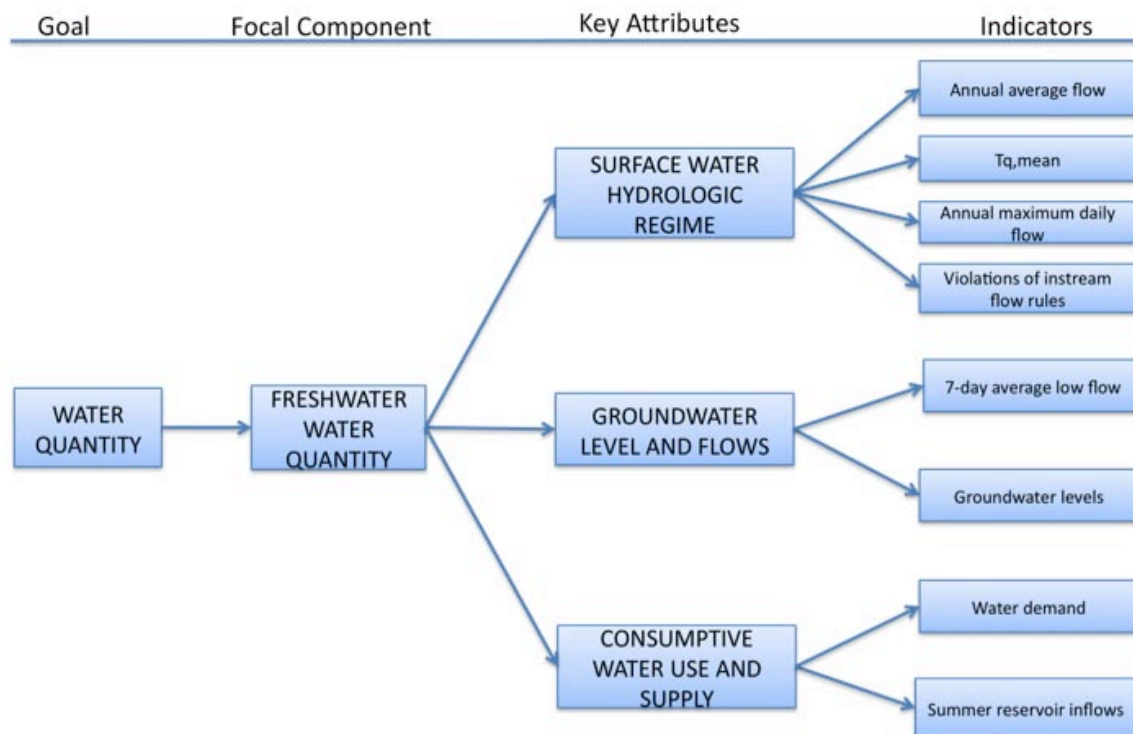 Goal
Focal Component
Key Attributes
Indicators
WATER
QUANTITY
FRESHWATER
WATER
QUANTITY
SURFACE WATER
HYDROLOGIC
REGIME
Annual average flow
Tq,mean
Annual maximum daily
flow
Violations of instream
flow rules
GROUNDWATER
LEVEL AND FLOWS
7-day average low flow
Groundwater levels
CONSUMPTIVE
WATER USE AND
SUPPLY
Water demand
Summer reservoir inflows